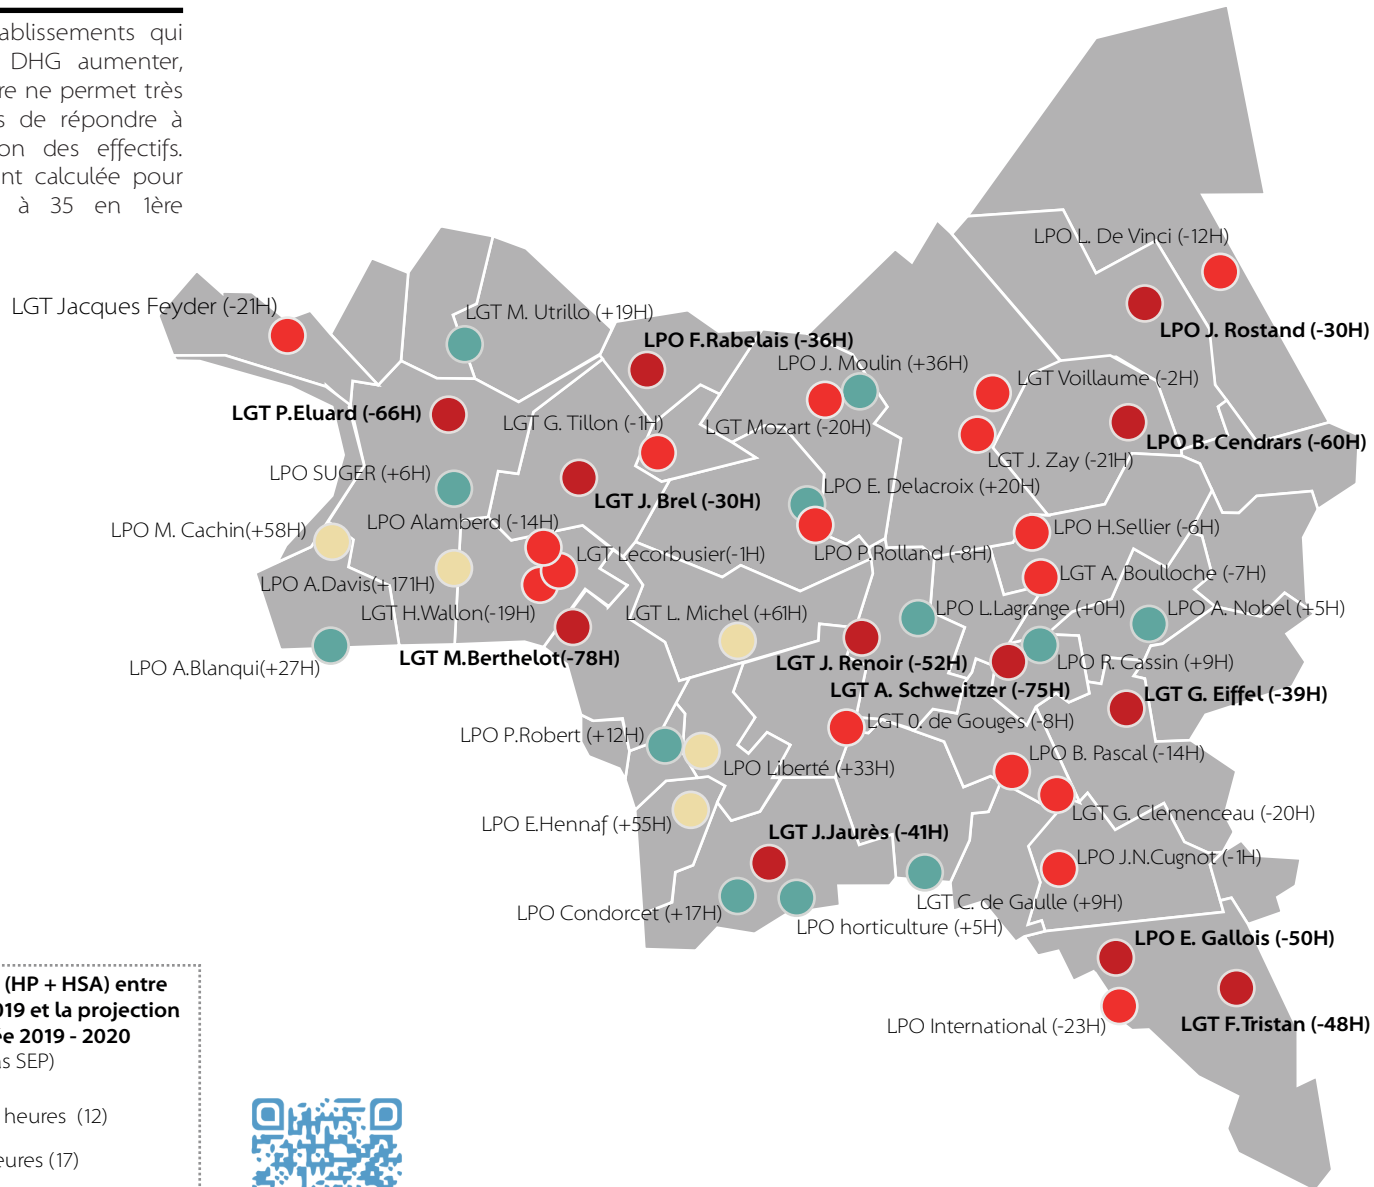 ablissements qui
DHG aumenter,
re ne permet très
s de répondre à
on des effectifs.
nt calculée pour
à 35 en 1ère
LPO L. De Vinci (-12H)
LGT Jacques Feyder (-21H)
LGT M. Utrillo (+19H)
LPO J. Rostand (-30H)
LPO F.Rabelais (-36H)
LPO J. Moulin (+36H)
LGT Voillaume (-2H)
LGT P.Eluard (-66H)
LGT G. Tillon (-1H)
LGT Mozart (-20H)
LPO B. Cendrars (-60H)
LGT J. Zay (-21H)
LPO SUGER (+6H)
LGT J. Brel (-30H)
LPO E. Delacroix (+20H)
LPO M. Cachin(+58H)
LPO Alamberd (-14H)
LPO H.Sellier (-6H)
LGT Lecorbusier(-1H)
LPO P.Rolland (-8H)
LGT A. Boulloche (-7H)
LPO A.Davis(+171H)
LGT H.Wallon(-19H)
LGT L. Michel (+61H)
LPO L.Lagrange (+0H)
LPO A. Nobel (+5H)
LGT M.Berthelot(-78H)
LPO A.Blanqui(+27H)
LGT J. Renoir (-52H)
LPO R. Cassin (+9H)
LGT A. Schweitzer (-75H)
LGT G. Eiffel (-39H)
LGT O. de Gouges (-8H)
LPO P.Robert (+12H)
LPO B. Pascal (-14H)
LPO Liberté (+33H)
LGT G. Clemenceau (-20H)
LPO E.Hennaf (+55H)
LGT J.Jaurès (-41H)
LPO J.N.Cugnot (-1H)
LGT C. de Gaulle (+9H)
LPO Condorcet (+17H)
LPO horticulture (+5H)
LPO E. Gallois (-50H)
LPO International (-23H)
LGT F.Tristan (-48H)
(HP + HSA) entre
019 et la projection
ée 2019 - 2020
as SEP)
heures (12)
eures (17)